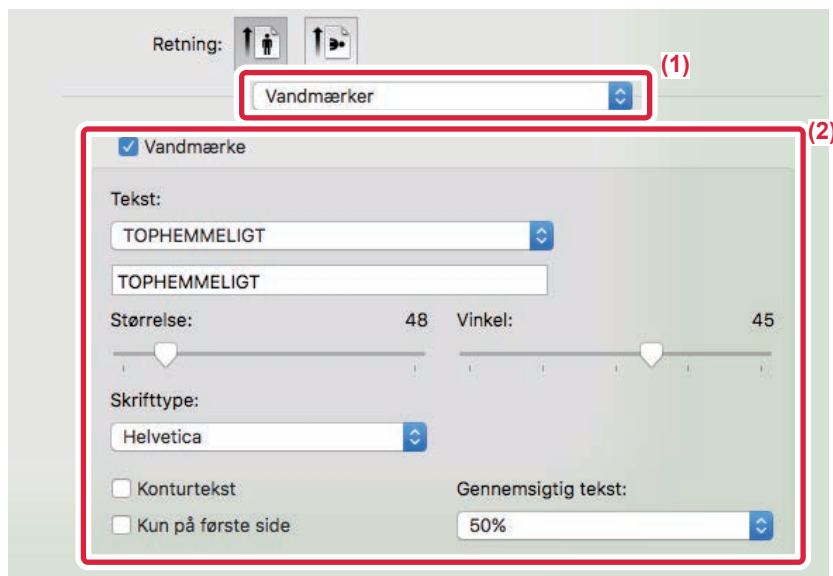 Retning:
(1)
Vandmærker
(2)
Vandmærke
Tekst:
TOPHEMMELIGT
TOPHEMMELIGT
Størrelse: 48 Vinkel: 45
Skrifttype:
Helvetica
Konturtekst Gennemsigtig tekst:
Kun på første side 50%